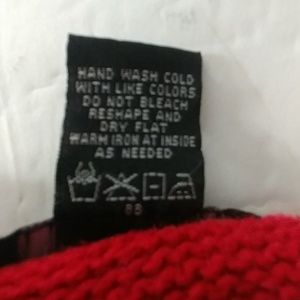 HAND WASH COLD
WITH LIKE COLORS
DO NOT BLEACH
RESHAPE AND
DRY FLAT
WARM IRON AT INSIDE
AS NEEDED